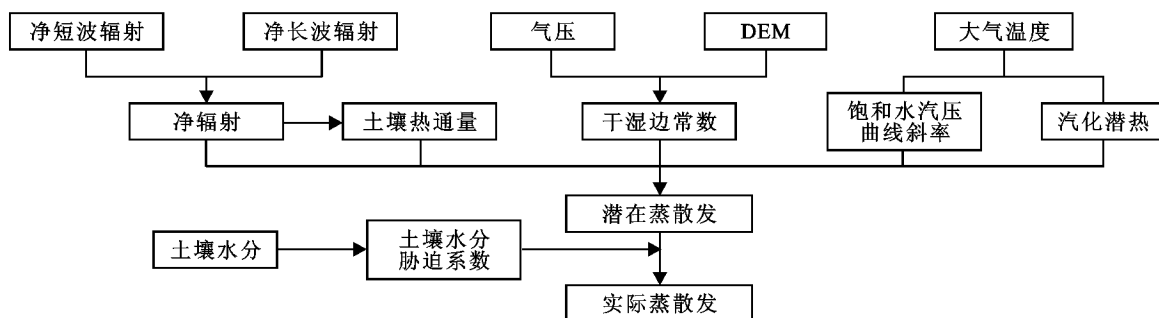 净短波辐射
净长波辐射
气压
DEM
大气温度
净辐射
土壤热通量
干湿边常数
饱和水汽压
曲线斜率
汽化潜热
潜在蒸散发
土壤水分
土壤水分
胁迫系数
实际蒸散发